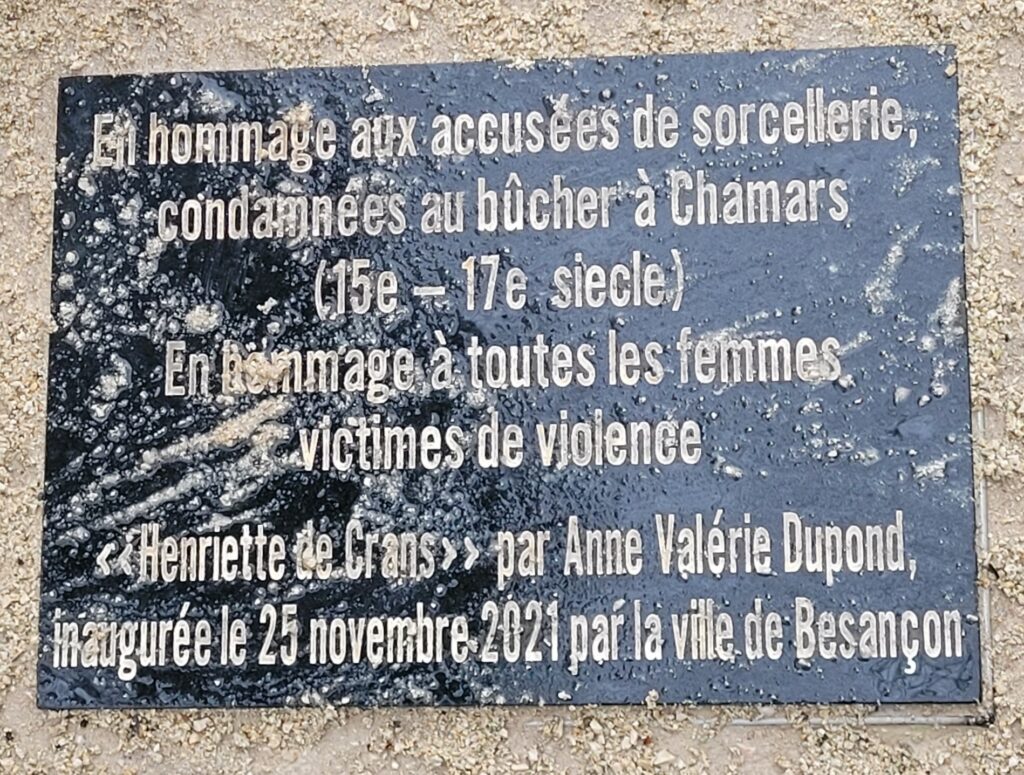 En hommage aux accusées de sorcellerie,
condamnées au bûcher à Chamars
(15e – 17e siecle)
En hommage à toutes les femmes
victimes de violence
<<Henriette de Crans>> par Anne Valérie Dupond,
inaugurée le 25 novembre 2021 par la ville de Besançon